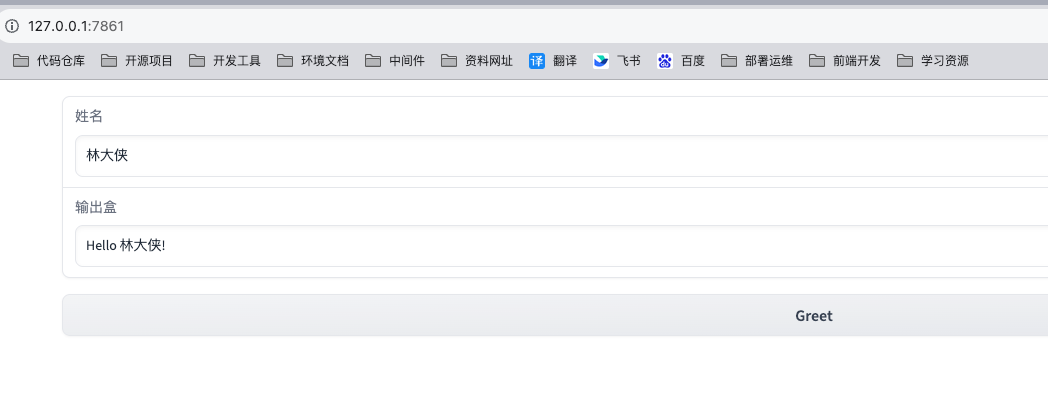 127.0.0.1:7861
代码仓库 开源项目 开发工具 环境文档 中间件 资料网址 译 翻译 飞书 du 百度 部署运维 前端开发 学习资源
姓名
林大侠
输出盒
Hello 林大侠!
Greet